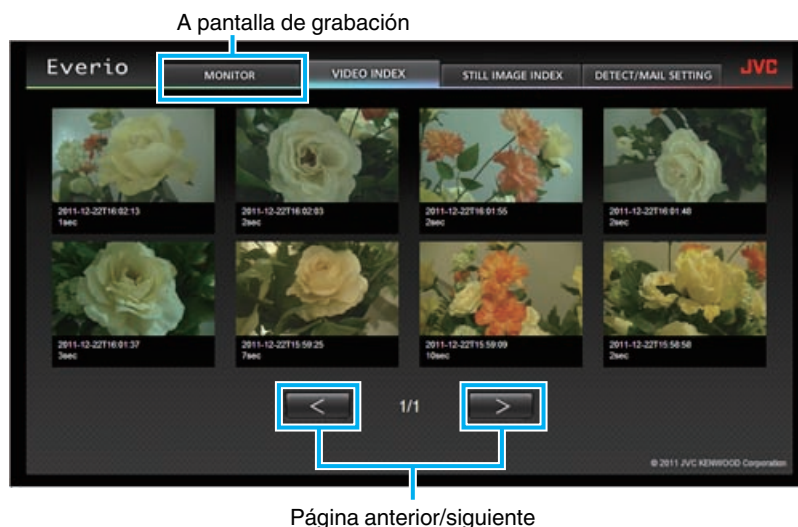 A pantalla de grabación
Everio MONITOR VIDEO INDEX STILL IMAGE INDEX DETECT/MAIL SETTING JVC
2011-12-22T16:02:13 2011-12-22T16:02:03 2011-12-22T16:01:55 2011-12-22T16:01:48
1sec 2sec 2sec 2sec
2011-12-22T16:01:37 2011-12-22T15:59:25 2011-12-22T15:59:09 2011-12-22T15:58:58
3sec 7sec 10sec 2sec
< 1/1 >
© 2011 JVC KENWOOD Corporation
Página anterior/siguiente